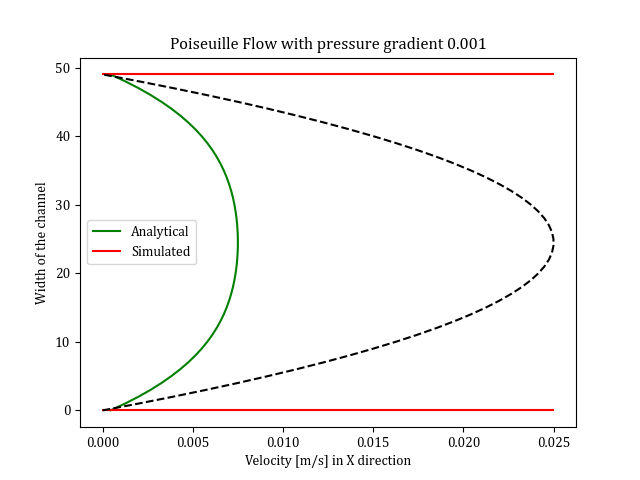 Poiseuille Flow with pressure gradient 0.001
50
40
30
20
10
0
Width of the channel
Analytical
Simulated
0.000 0.005 0.010 0.015 0.020 0.025
Velocity [m/s] in X direction